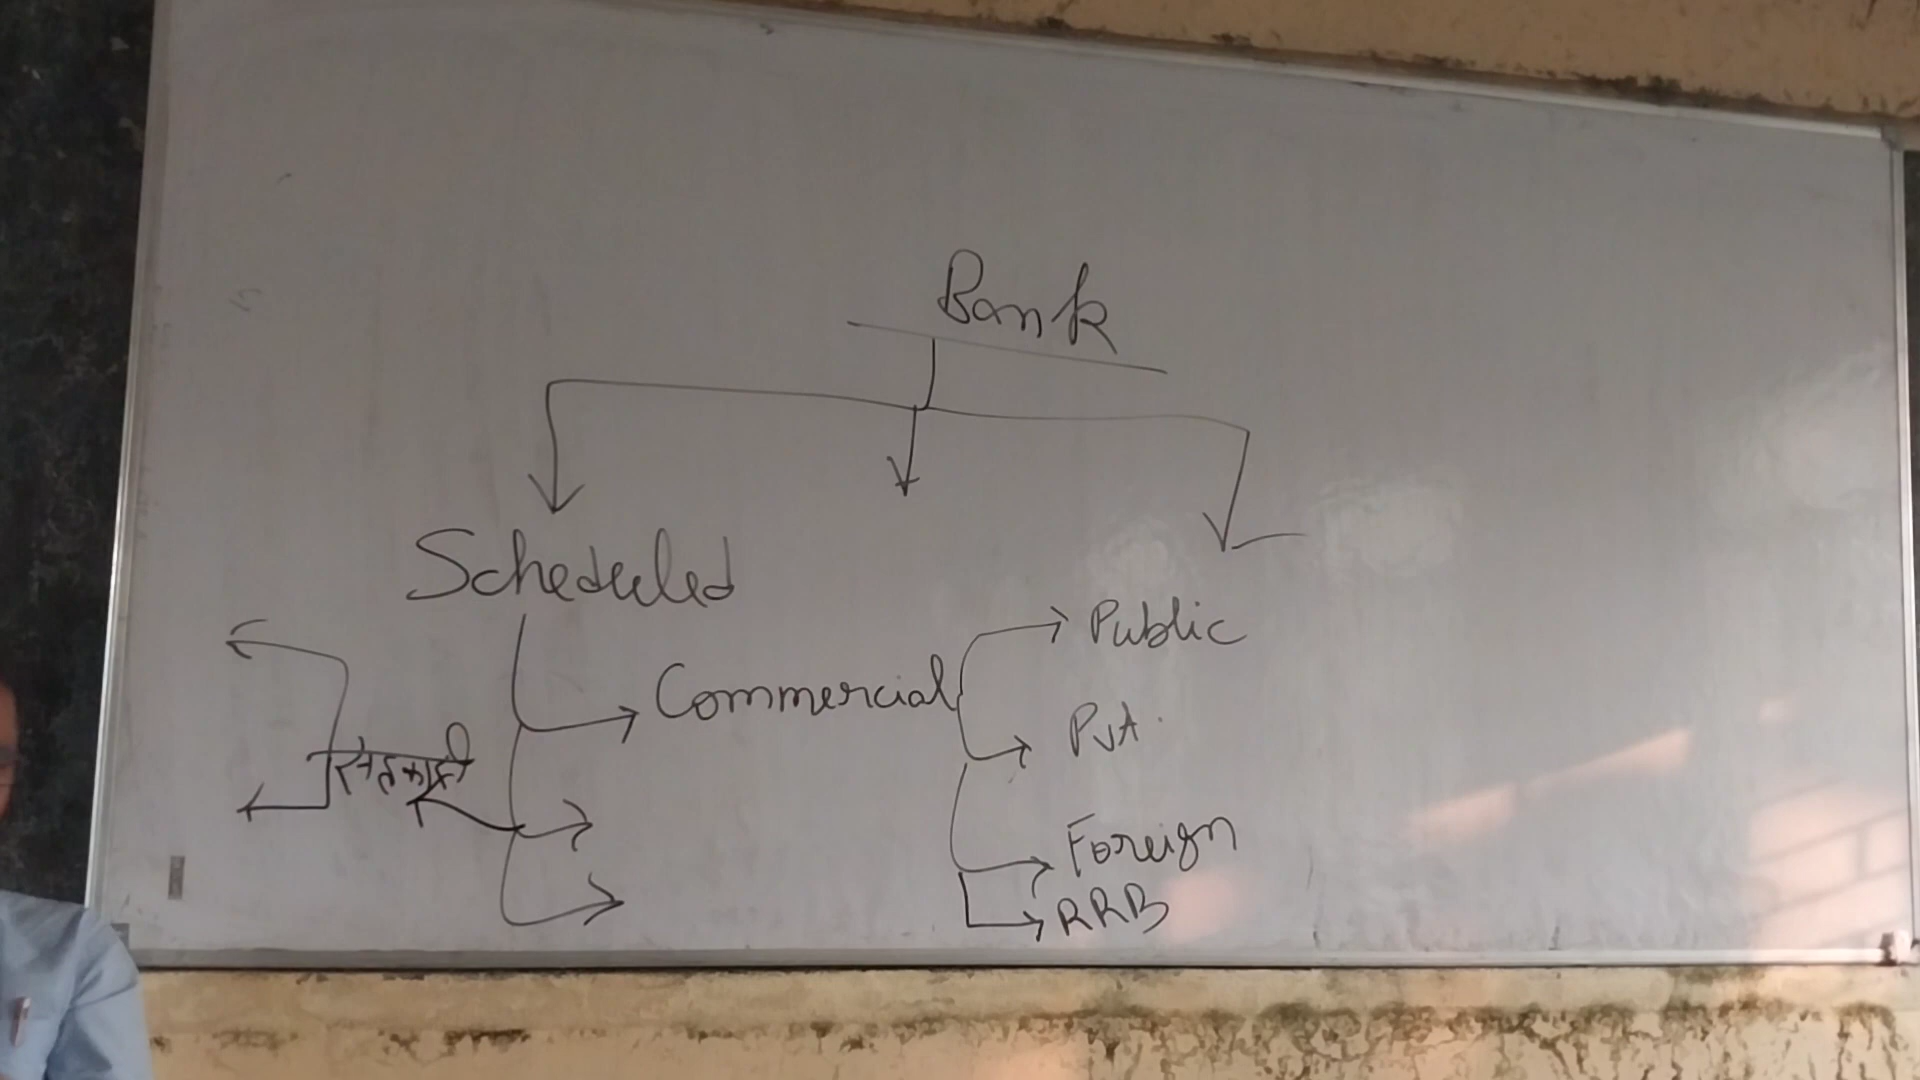 Bank
Scheduled
Commercial
Public
Pvt.
सहकारी
Foreign
RRB